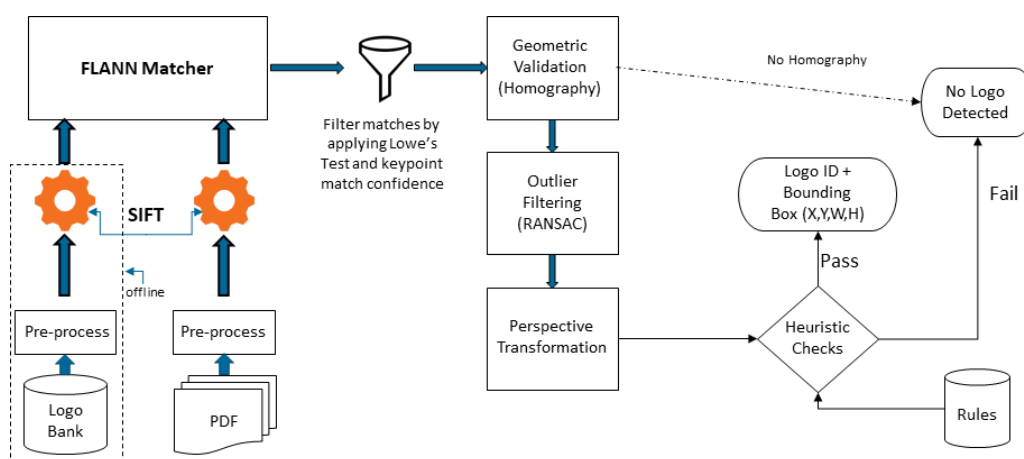 FLANN Matcher
Filter matches by
applying Lowe's
Test and keypoint
match confidence
Geometric
Validation
(Homography)
No Homography
No Logo
Detected
Outlier
Filtering
(RANSAC)
Logo ID +
Bounding
Box (X,Y,W,H)
Fail
Pass
SIFT
offline
Pre-process
Pre-process
Perspective
Transformation
Heuristic
Checks
Logo
Bank
PDF
Rules